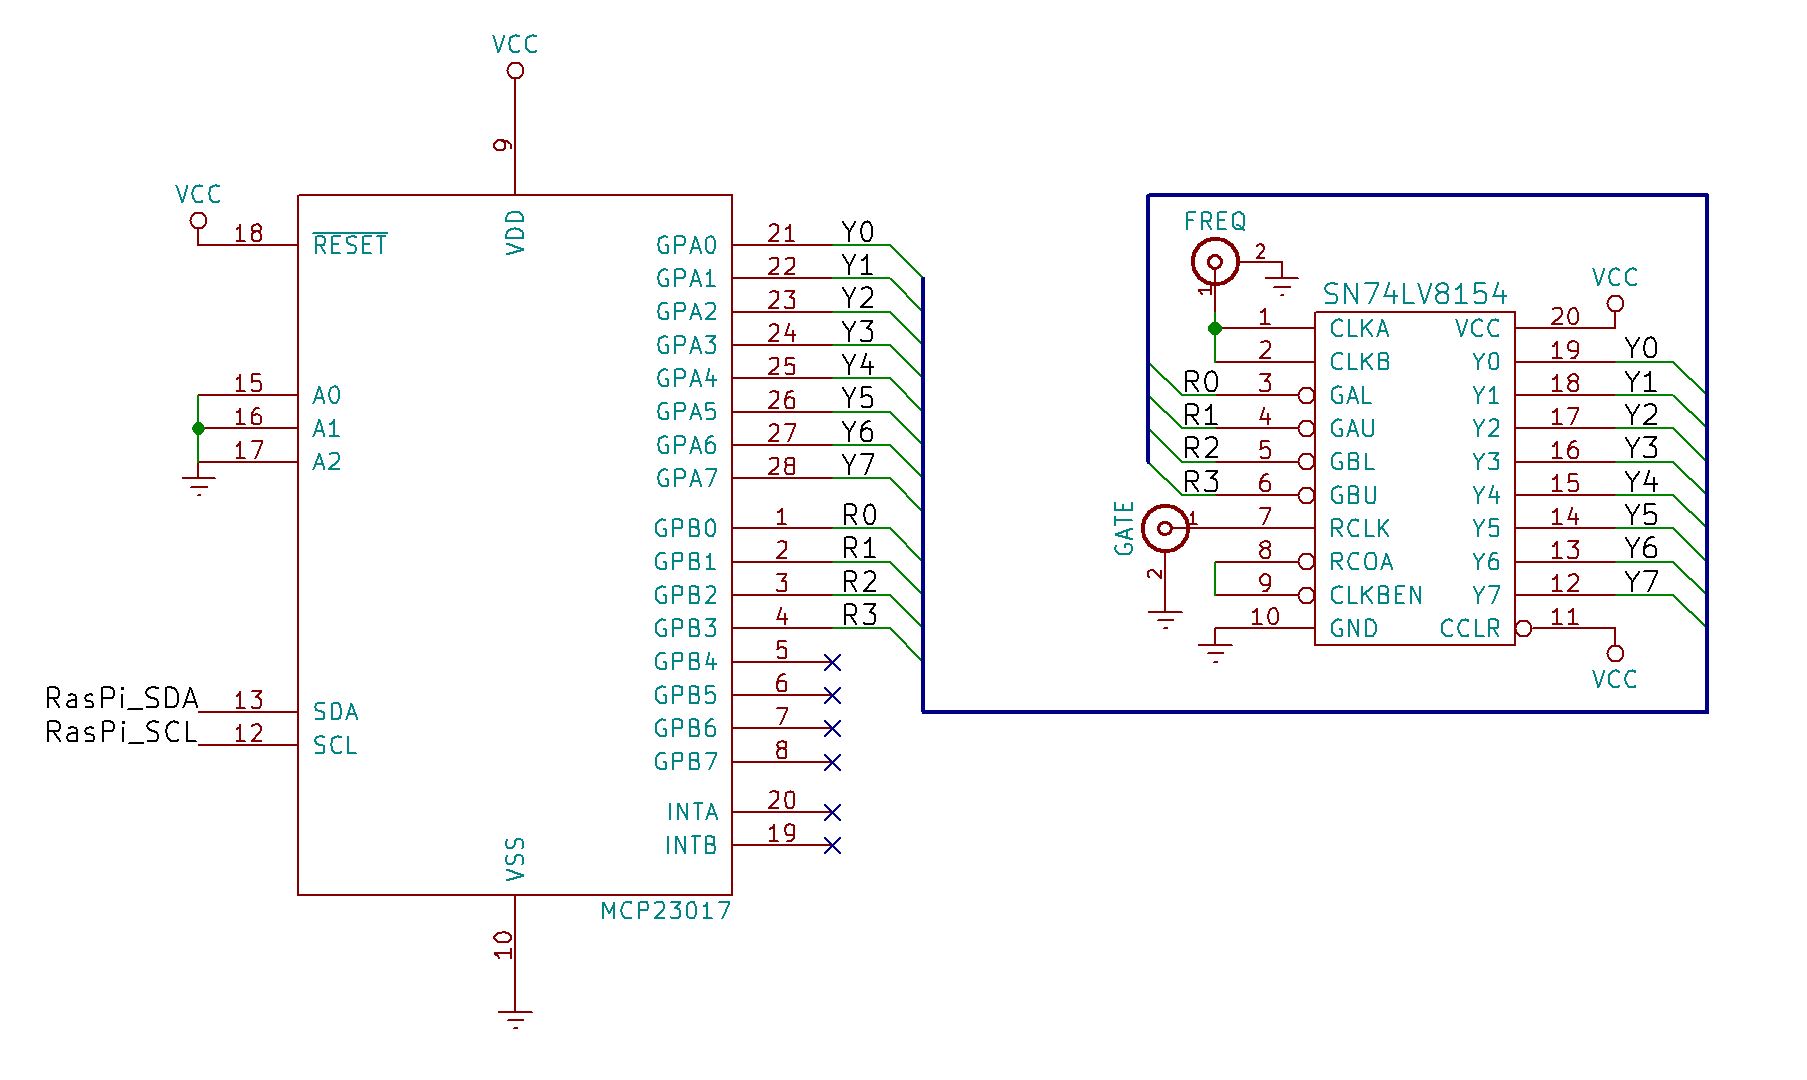 VCC
9
VCC
18
RESET
VDD
15
A0
16
A1
17
A2
RasPi_SDA
13
SDA
RasPi_SCL
12
SCL
GPA0
21
Y0
GPA1
22
Y1
GPA2
23
Y2
GPA3
24
Y3
GPA4
25
Y4
GPA5
26
Y5
GPA6
27
Y6
GPA7
28
Y7
GPB0
1
R0
GPB1
2
R1
GPB2
3
R2
GPB3
4
R3
GPB4
5
GPB5
6
GPB6
7
GPB7
8
INTA
20
INTB
19
VSS
MCP23017
10
FREQ
2
1
SN74LV8154
VCC
1
CLKA
2
CLKB
R0
3
GAL
R1
4
GAU
R2
5
GBL
R3
6
GBU
GATE
1
2
7
RCLK
8
RCOA
9
CLKBEN
10
GND
VCC
20
Y0
19
Y0
Y1
18
Y1
Y2
17
Y2
Y3
16
Y3
Y4
15
Y4
Y5
14
Y5
Y6
13
Y6
Y7
12
Y7
CCLR
11
VCC